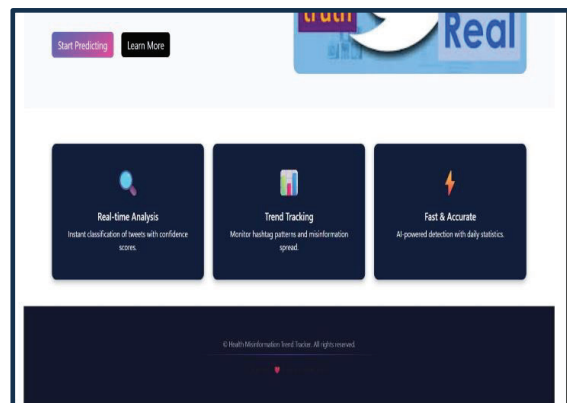 truth
Real
Start Predicting
Learn More
Real-time Analysis
Instant classification of tweets with confidence
scores.
Trend Tracking
Monitor hashtag patterns and misinformation
spread.
Fast & Accurate
AI-powered detection with daily statistics.
© Health Misinformation Trend Tracker. All rights reserved.